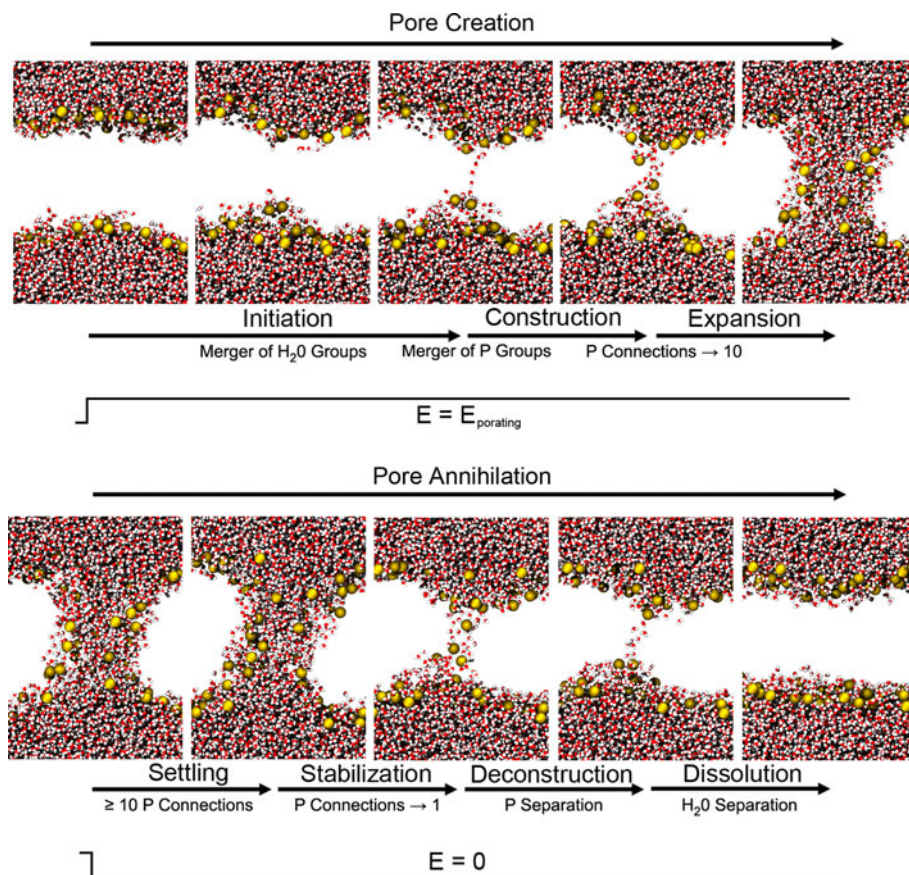 Pore Creation
Initiation Construction Expansion
Merger of H₂0 Groups Merger of P Groups P Connections → 10
E = Eporating
Pore Annihilation
Settling Stabilization Deconstruction Dissolution
≥ 10 P Connections P Connections → 1 P Separation H₂0 Separation
E = 0